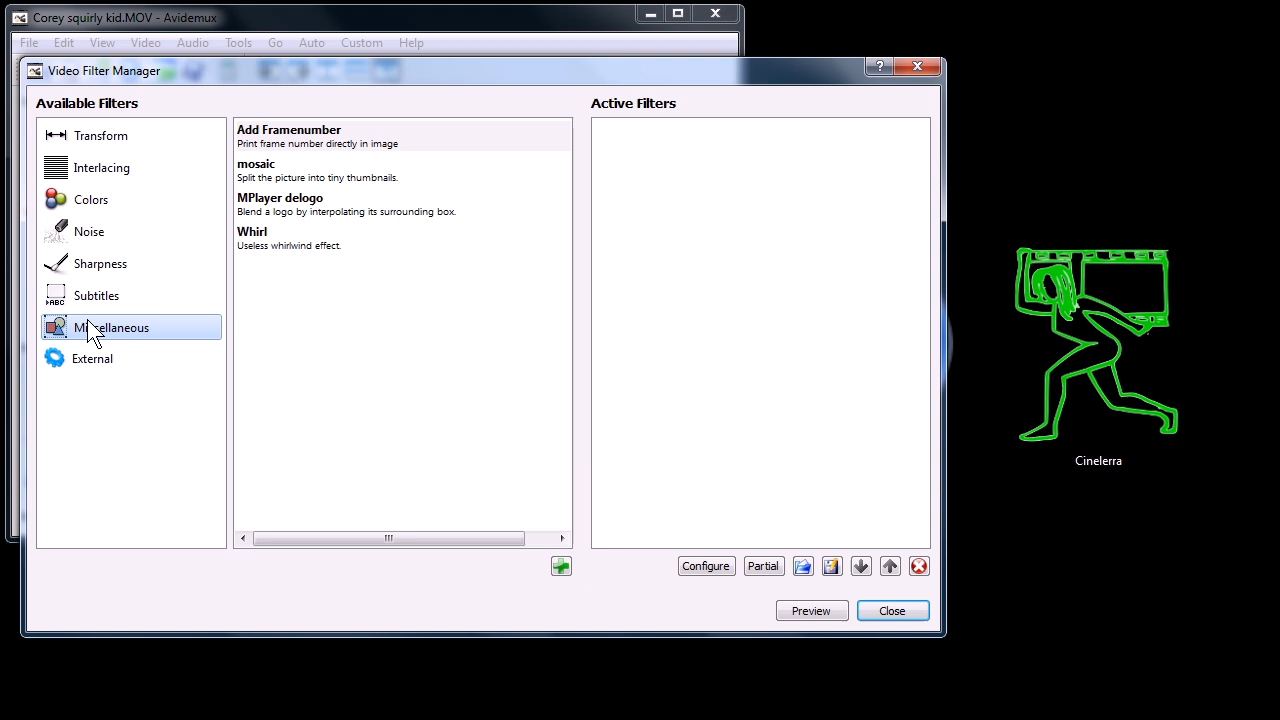 Corey squirly kid.MOV - Avidemux
File Edit View Video Audio Tools Go Auto Custom Help
Video Filter Manager
?
Available Filters
Active Filters
Transform
Interlacing
Colors
Noise
Sharpness
Subtitles
Miscellaneous
External
Add Framenumber
Print frame number directly in image
mosaic
Split the picture into tiny thumbnails.
MPlayer delogo
Blend a logo by interpolating its surrounding box.
Whirl
Useless whirlwind effect.
Configure Partial
Preview Close
Cinelerra